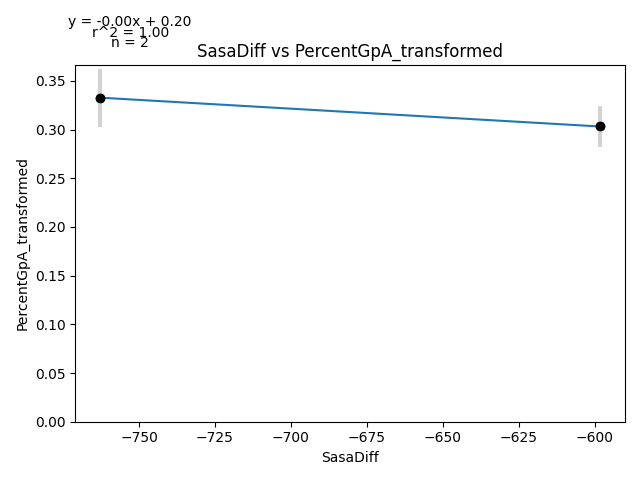 y = -0.00x + 0.20
r^2 = 1.00
n = 2
SasaDiff vs PercentGpA_transformed
0.35
0.30
0.25
0.20
0.15
0.10
0.05
0.00
PercentGpA_transformed
−750
−725
−700
−675
−650
−625
−600
SasaDiff